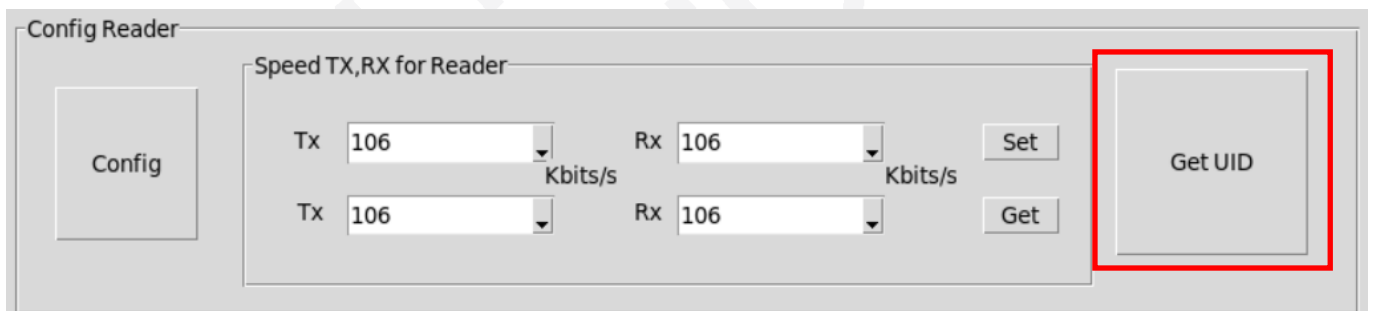 Config Reader
Speed TX,RX for Reader
Config
Tx 106 Kbits/s Rx 106 Kbits/s Set
Tx 106 Rx 106 Get
Get UID